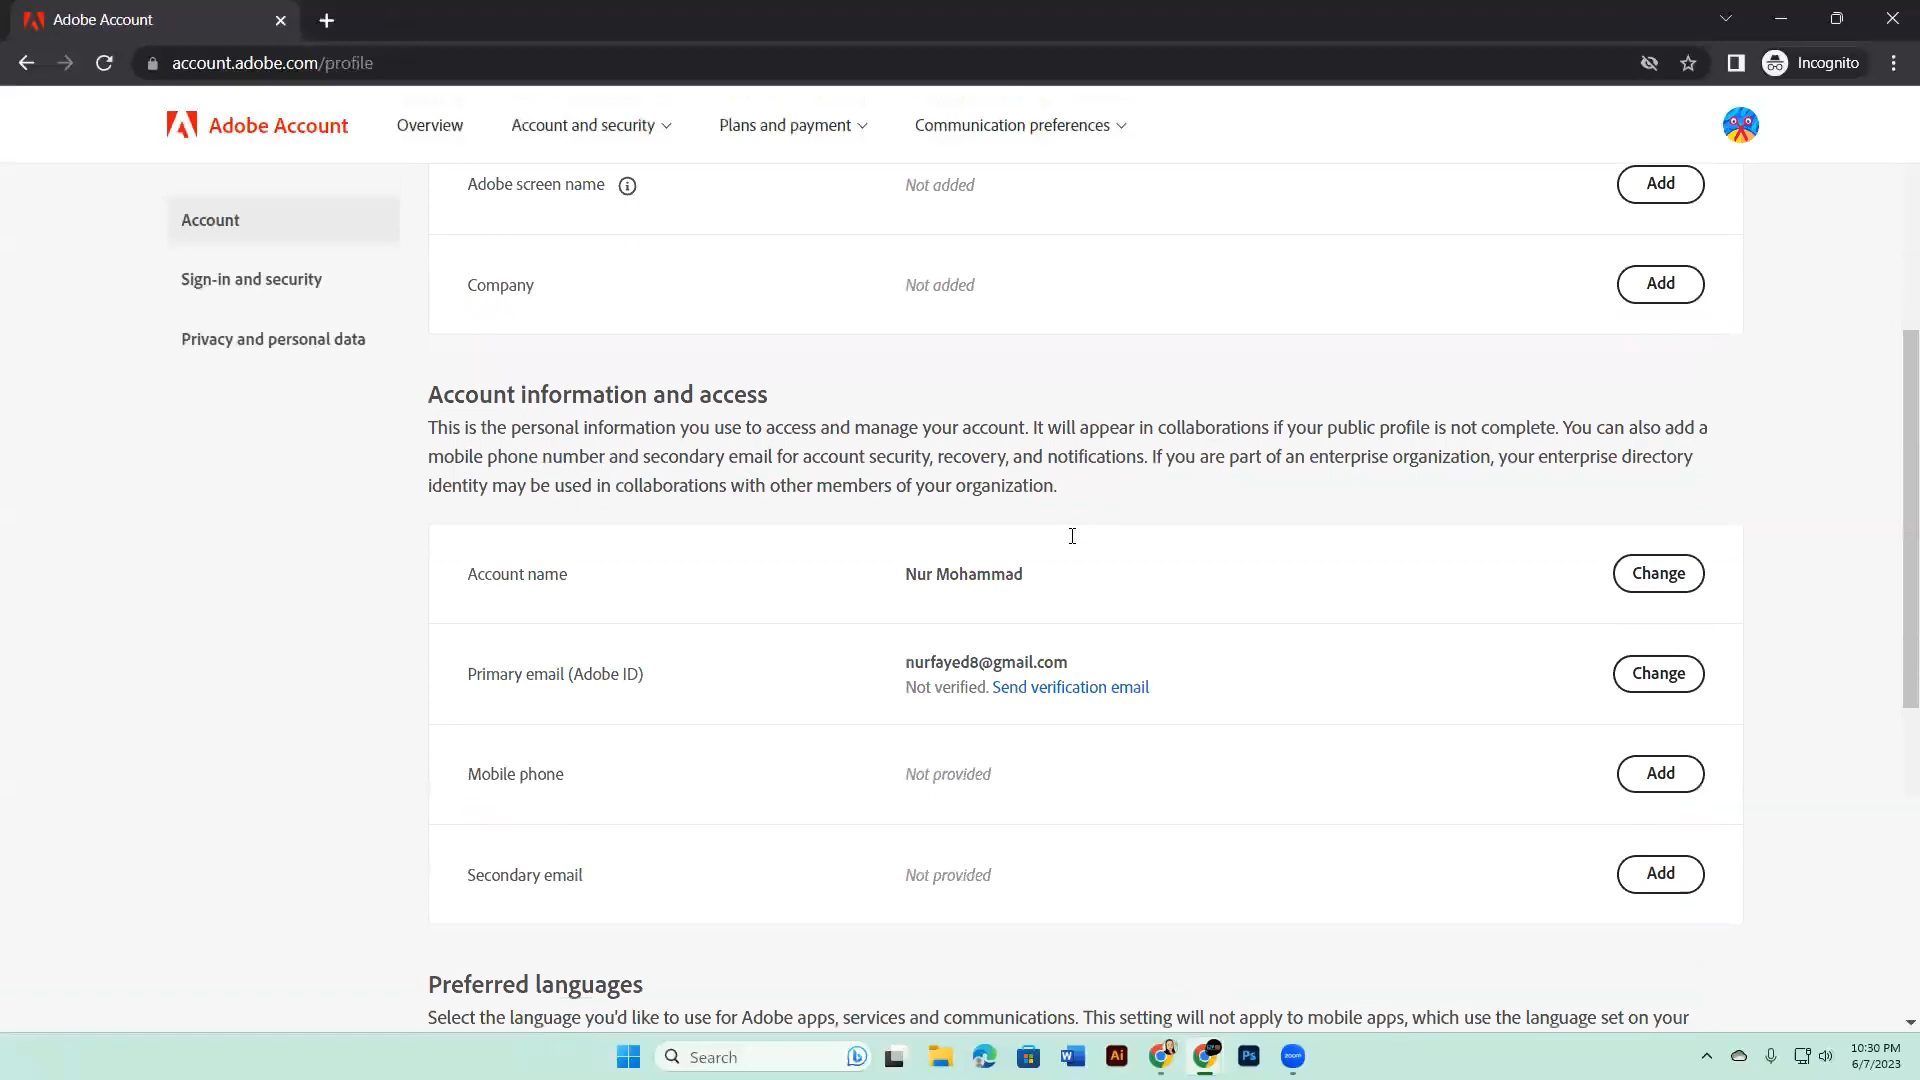 Adobe Account
account.adobe.com/profile
Incognito
Adobe Account
Overview
Account and security
Plans and payment
Communication preferences
Account
Sign-in and security
Privacy and personal data
Adobe screen name
Not added
Add
Company
Not added
Add
Account information and access
This is the personal information you use to access and manage your account. It will appear in collaborations if your public profile is not complete. You can also add a
mobile phone number and secondary email for account security, recovery, and notifications. If you are part of an enterprise organization, your enterprise directory
identity may be used in collaborations with other members of your organization.
Account name
Nur Mohammad
Change
Primary email (Adobe ID)
nurfayed8@gmail.com
Not verified. Send verification email
Change
Mobile phone
Not provided
Add
Secondary email
Not provided
Add
Preferred languages
Select the language you'd like to use for Adobe apps, services and communications. This setting will not apply to mobile apps, which use the language set on your
Search
W
Ai
Ps
zoom
10:30 PM
6/7/2023